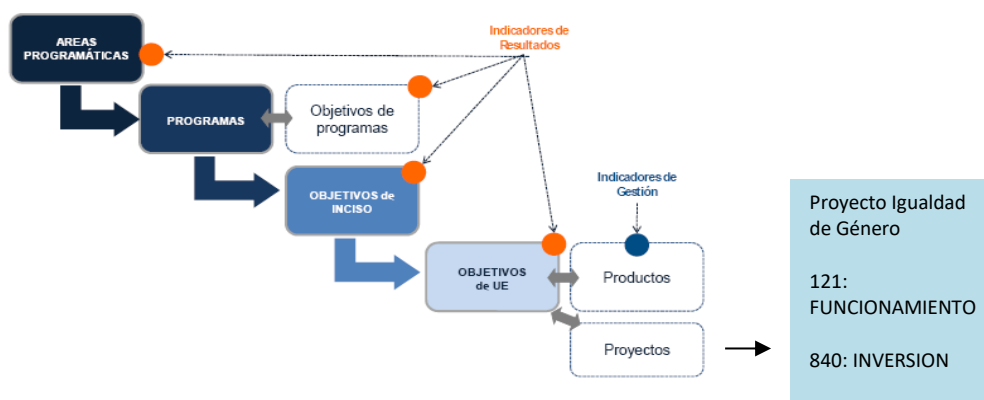 AREAS
PROGRAMÁTICAS
Indicadores de
Resultados
PROGRAMAS
Objetivos de
programas
OBJETIVOS de
INCISO
Indicadores de
Gestión
OBJETIVOS
de UE
Productos
Proyectos
Proyecto Igualdad
de Género
121:
FUNCIONAMIENTO
840: INVERSION